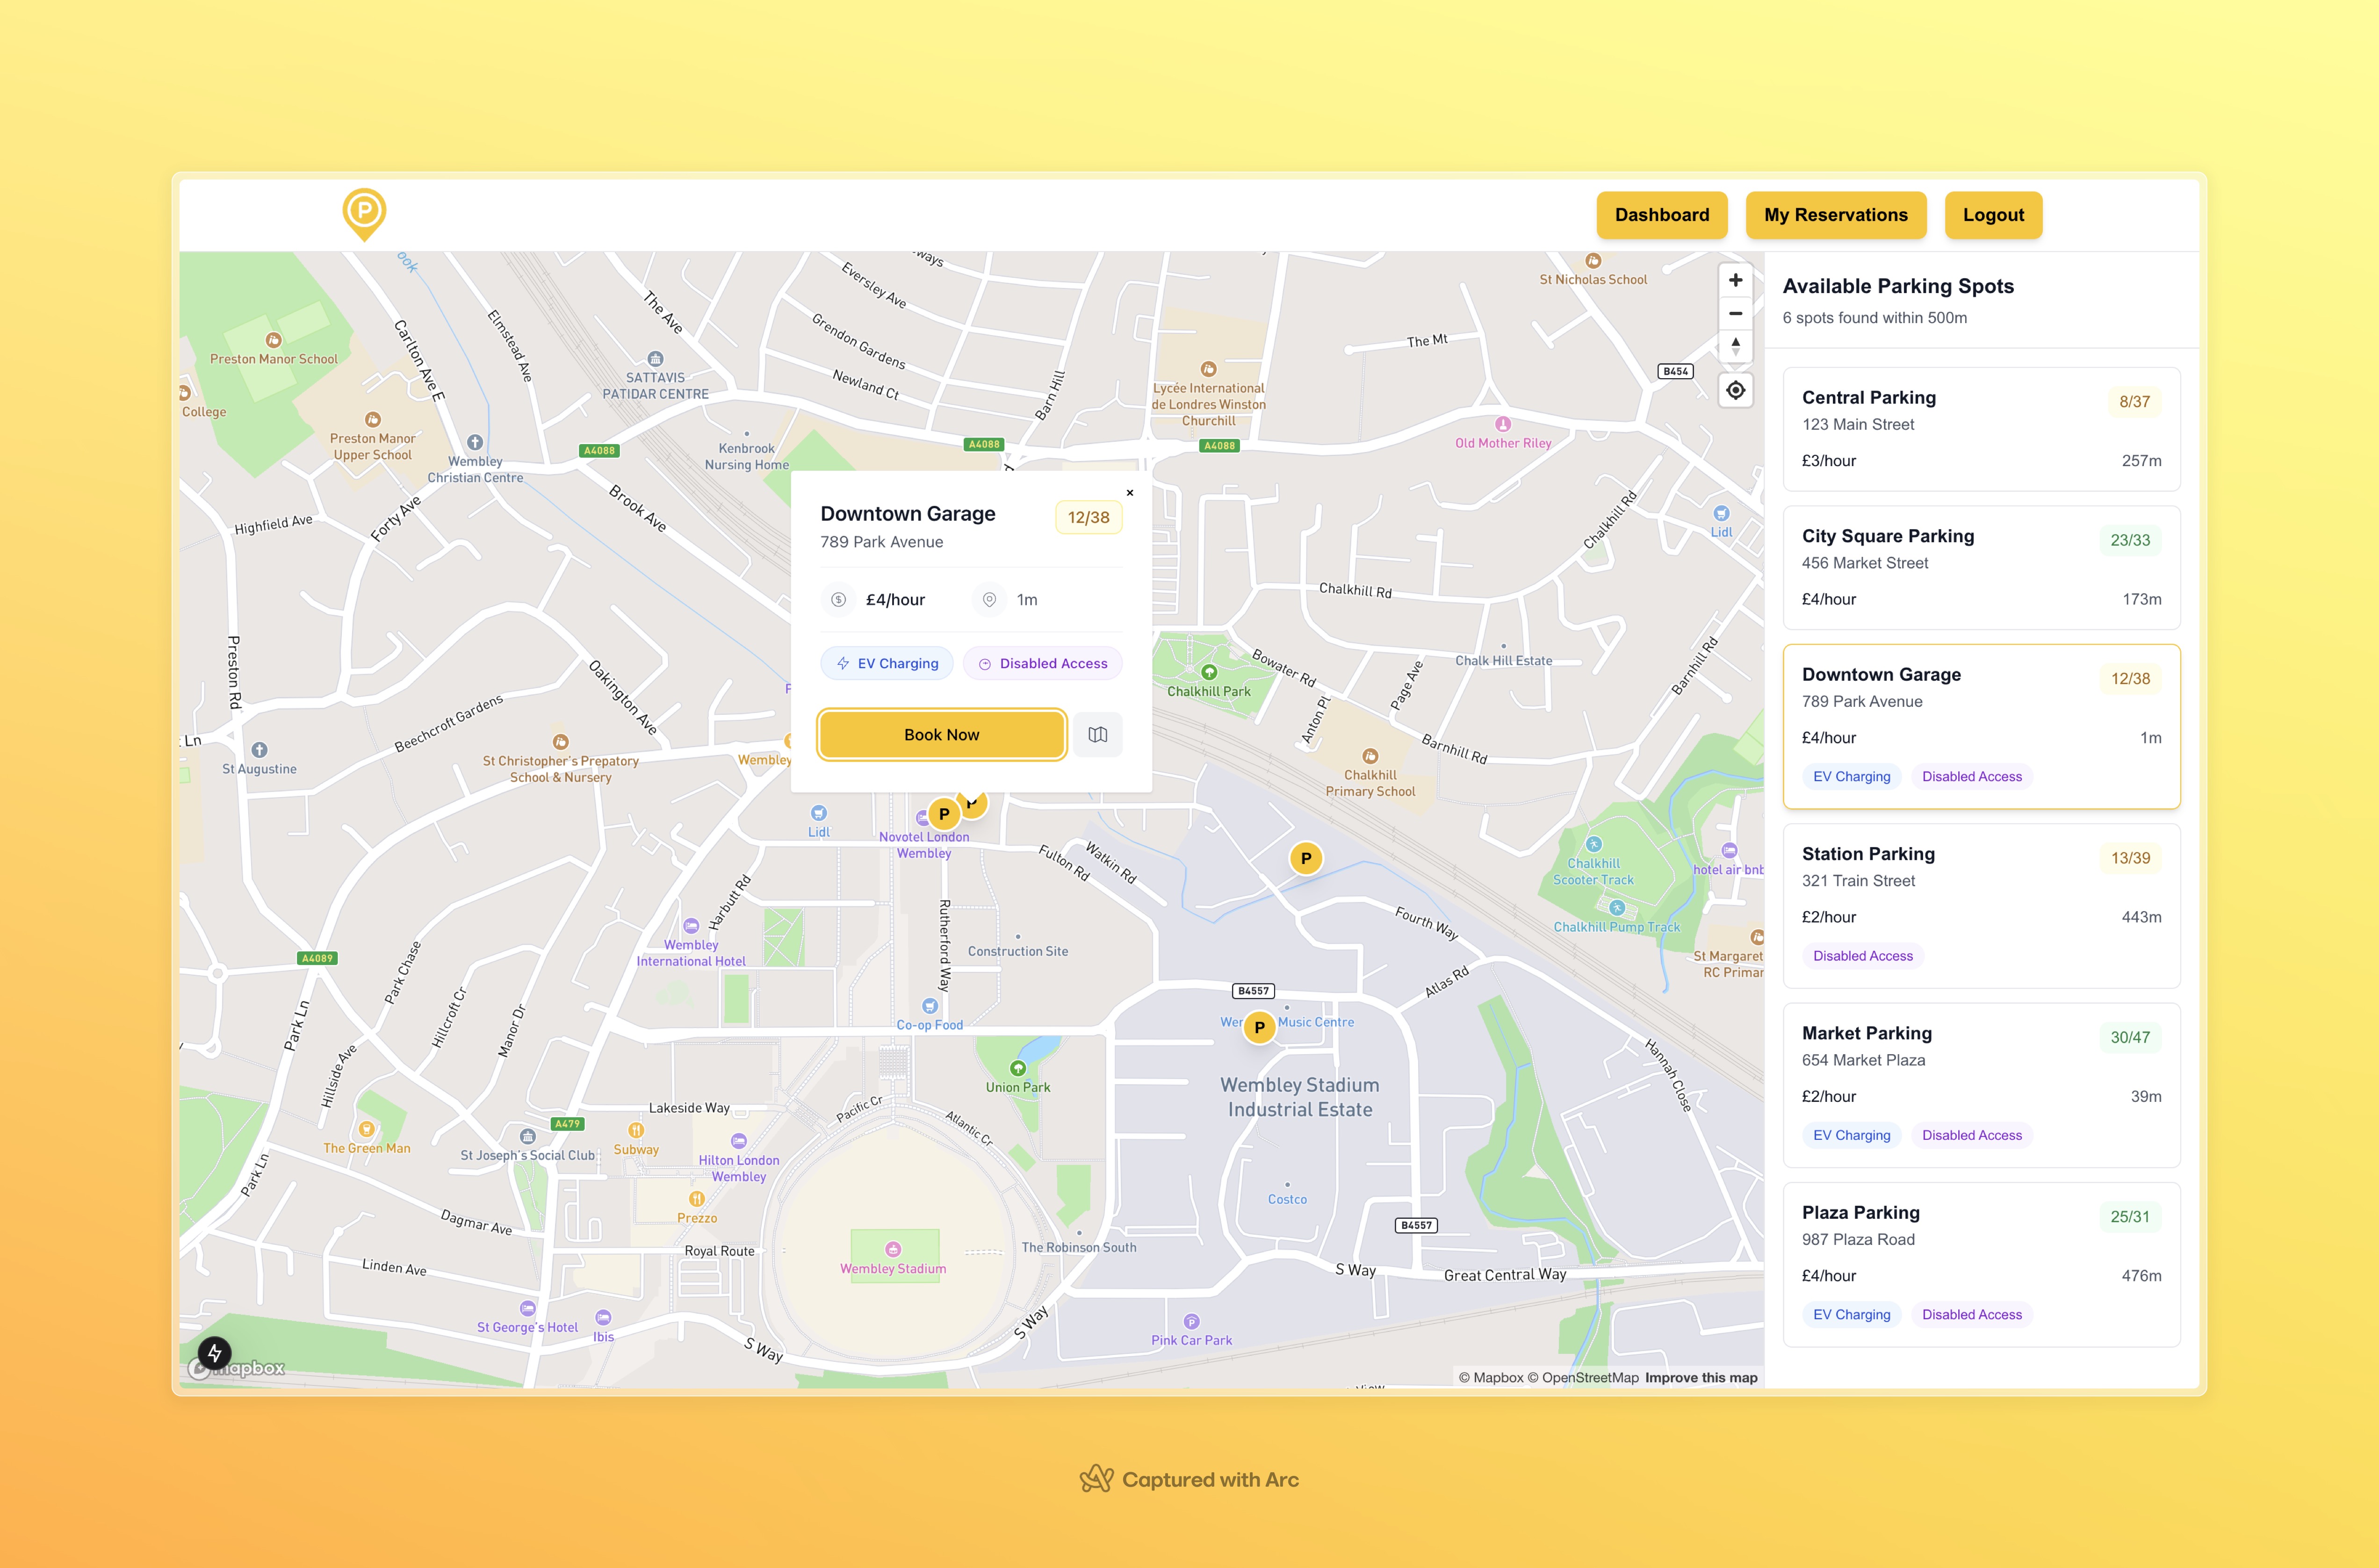 P
Dashboard
My Reservations
Logout
ook
ways
Eversley Ave
The Ave
Elmstead Ave
Carlton Ave E
Grendon Gardens
Newland Ct
Barn Hill
St Nicholas School
The Mt
B454
Preston Manor School
College
Preston Manor
Upper School
SATTAVIS
PATIDAR CENTRE
Lycée International
de Londres Winston
Churchill
Old Mother Riley
A4088
A4088
A4088
Kenbrook
Nursing Home
Wembley
Christian Centre
Brook Ave
Forty Ave
Highfield Ave
Chalkhill Rd
Lidl
Downtown Garage
12/38
789 Park Avenue
£4/hour
1m
EV Charging
Disabled Access
Book Now
Chalkhill Rd
Chalk Hill Estate
Barnhill Rd
Bowater Rd
Page Ave
Anton Pl
Chalkhill Park
Barnhill Rd
Preston Rd
Oakington Ave
Beechcroft Gardens
Ln
St Augustine
St Christopher's Prepatory
School & Nursery
Wembley
Chalkhill
Primary School
Lidl
P
P
P
Novotel London
Wembley
Fulton Rd
Watkin Rd
Chalkhill
Scooter Track
hotel air bnb
Harbutt Rd
Rutherford Way
Fourth Way
Chalkhill Pump Track
Wembley
International Hotel
Construction Site
St Margaret
RC Primar
A4089
Park Chase
Atlas Rd
B4557
Park Ln
Hillcroft Cr
Manor Dr
Co-op Food
P
Music Centre
Hillside Ave
Union Park
Hannah Close
Wembley Stadium
Industrial Estate
Lakeside Way
Pacific Cr
Atlantic Cr
A479
The Green Man
St Joseph's Social Club
Subway
Hilton London
Wembley
Park Ln
Prezzo
Costco
Dagmar Ave
B4557
Royal Route
The Robinson South
Linden Ave
Wembley Stadium
S Way
Great Central Way
St George's Hotel
Ibis
S Way
S Way
P
Pink Car Park
mapbox
© Mapbox © OpenStreetMap Improve this map
Available Parking Spots
6 spots found within 500m
Central Parking
8/37
123 Main Street
£3/hour
257m
City Square Parking
23/33
456 Market Street
£4/hour
173m
Downtown Garage
12/38
789 Park Avenue
£4/hour
1m
EV Charging
Disabled Access
Station Parking
13/39
321 Train Street
£2/hour
443m
Disabled Access
Market Parking
30/47
654 Market Plaza
£2/hour
39m
EV Charging
Disabled Access
Plaza Parking
25/31
987 Plaza Road
£4/hour
476m
EV Charging
Disabled Access
Captured with Arc